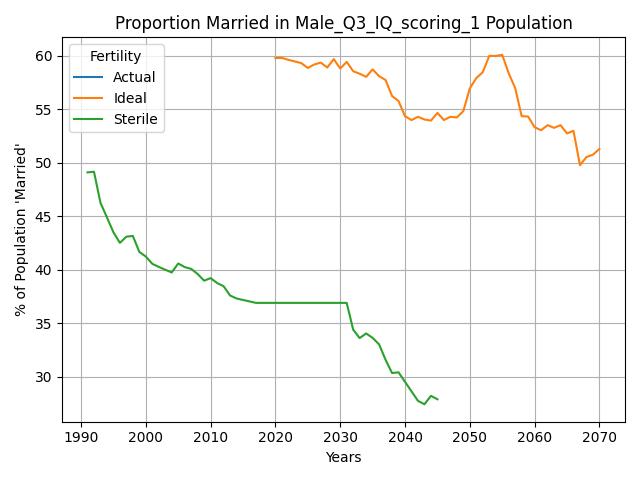 Proportion Married in Male_Q3_IQ_scoring_1 Population
Fertility
Actual
Ideal
Sterile
% of Population 'Married'
60
55
50
45
40
35
30
1990 2000 2010 2020 2030 2040 2050 2060 2070
Years